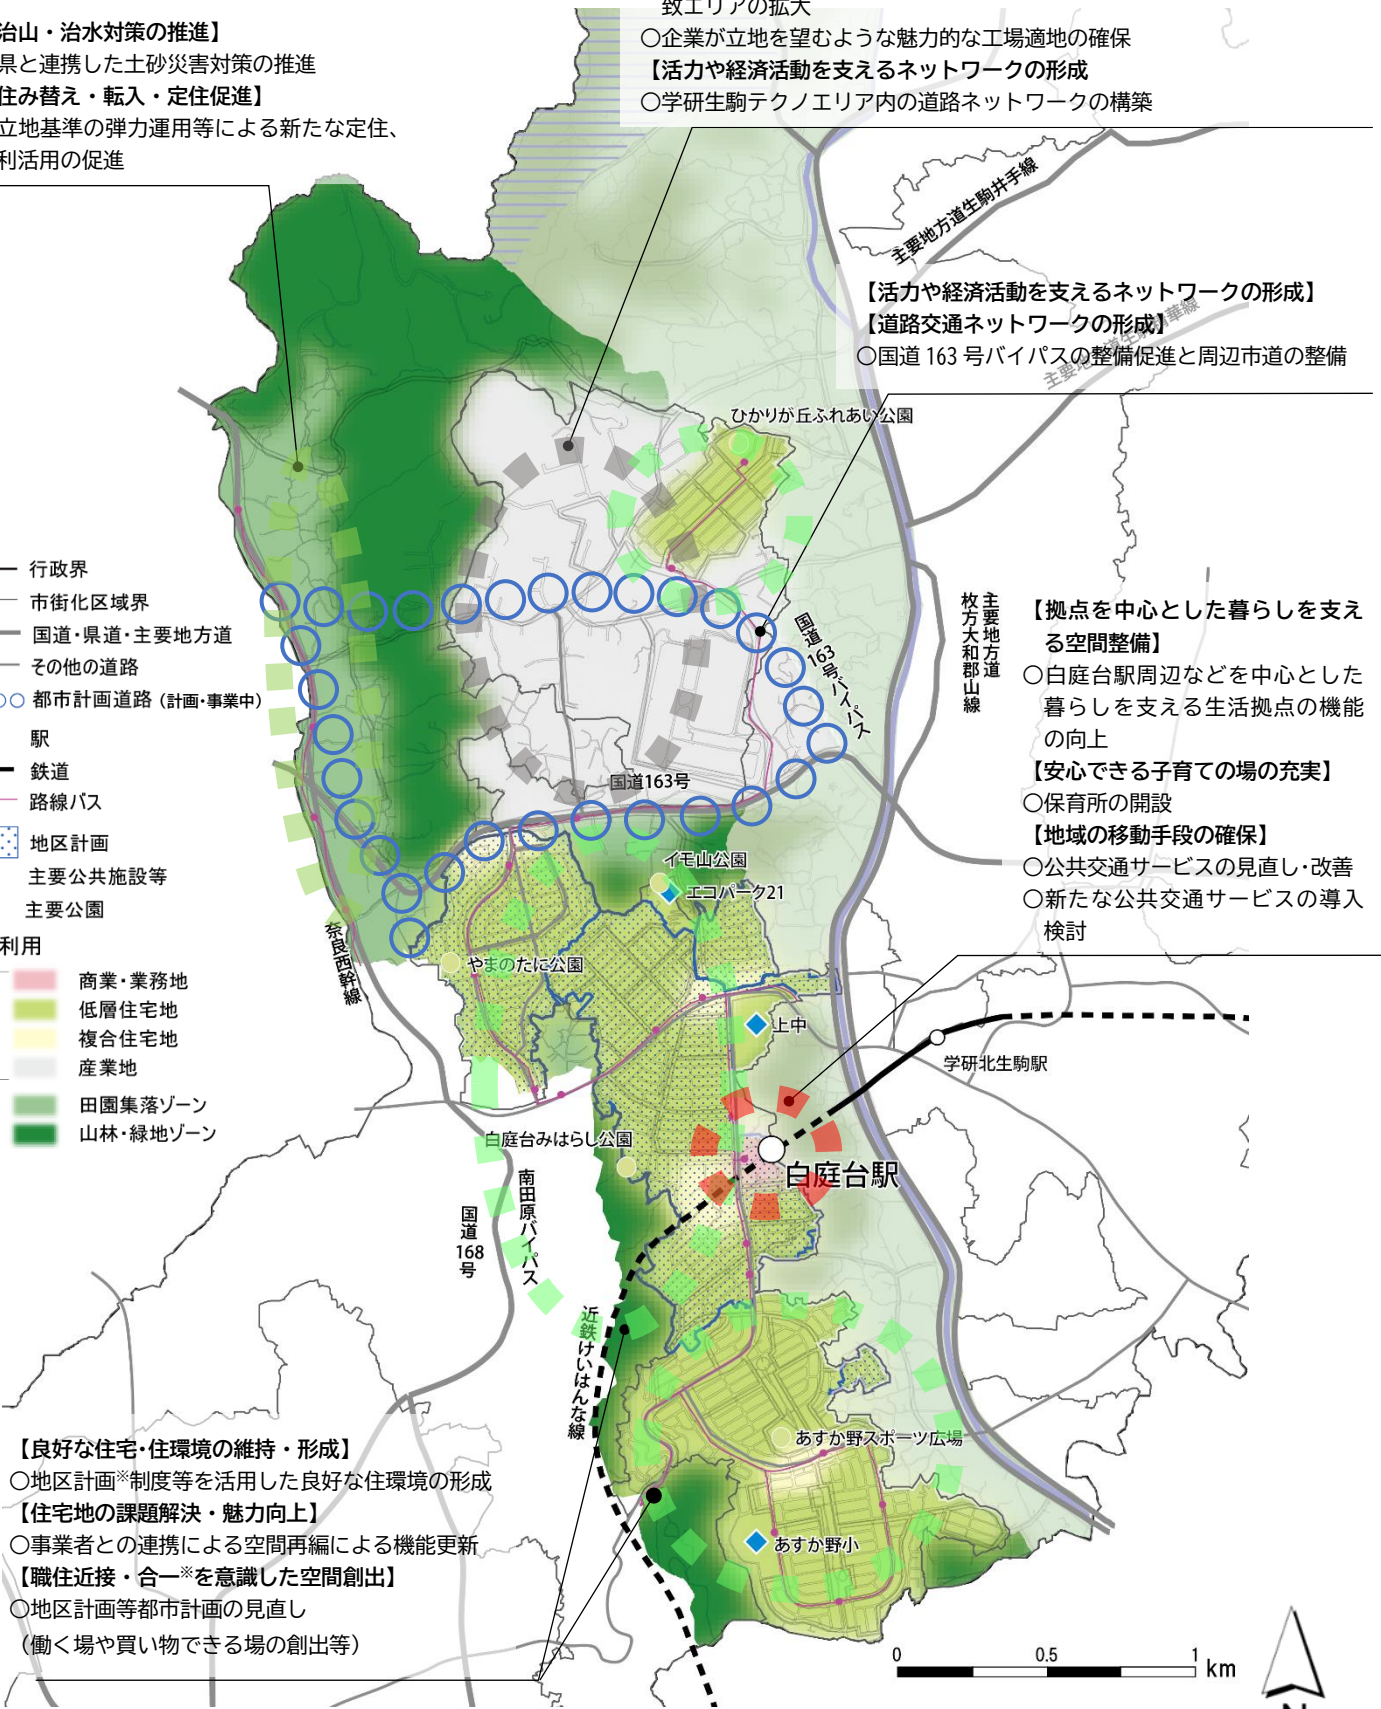 治山・治水対策の推進】
県と連携した土砂災害対策の推進
住み替え・転入・定住促進】
立地基準の弾力運用等による新たな定住、
利活用の促進
致エリアの拡大
○企業が立地を望むような魅力的な工場適地の確保
【活力や経済活動を支えるネットワークの形成
○学研生駒テクノエリア内の道路ネットワークの構築
主要地方道生駒井手線
【活力や経済活動を支えるネットワークの形成】
【道路交通ネットワークの形成】
○国道 163 号バイパスの整備促進と周辺市道の整備
主要地方道生駒精華線
ひかりが丘ふれあい公園
行政界
市街化区域界
国道・県道・主要地方道
その他の道路
都市計画道路（計画・事業中）
駅
鉄道
路線バス
地区計画
主要公共施設等
主要公園
利用
商業・業務地
低層住宅地
複合住宅地
産業地
田園集落ゾーン
山林・緑地ゾーン
国道163号バイパス
主要地方道
枚方大和郡山線
【拠点を中心とした暮らしを支え
る空間整備】
○白庭台駅周辺などを中心とした
暮らしを支える生活拠点の機能
の向上
【安心できる子育ての場の充実】
○保育所の開設
【地域の移動手段の確保】
○公共交通サービスの見直し・改善
○新たな公共交通サービスの導入
検討
国道163号
イモ山公園
エコパーク21
やまのたに公園
奈良西幹線
上中
学研北生駒駅
白庭台みはらし公園
白庭台駅
南田原バイパス
国道168号
近鉄けいはんな線
あすか野スポーツ広場
あすか野小
【良好な住宅・住環境の維持・形成】
○地区計画※制度等を活用した良好な住環境の形成
【住宅地の課題解決・魅力向上】
○事業者との連携による空間再編による機能更新
【職住近接・合一※を意識した空間創出】
○地区計画等都市計画の見直し
（働く場や買い物できる場の創出等）
0 0.5 1 km
N